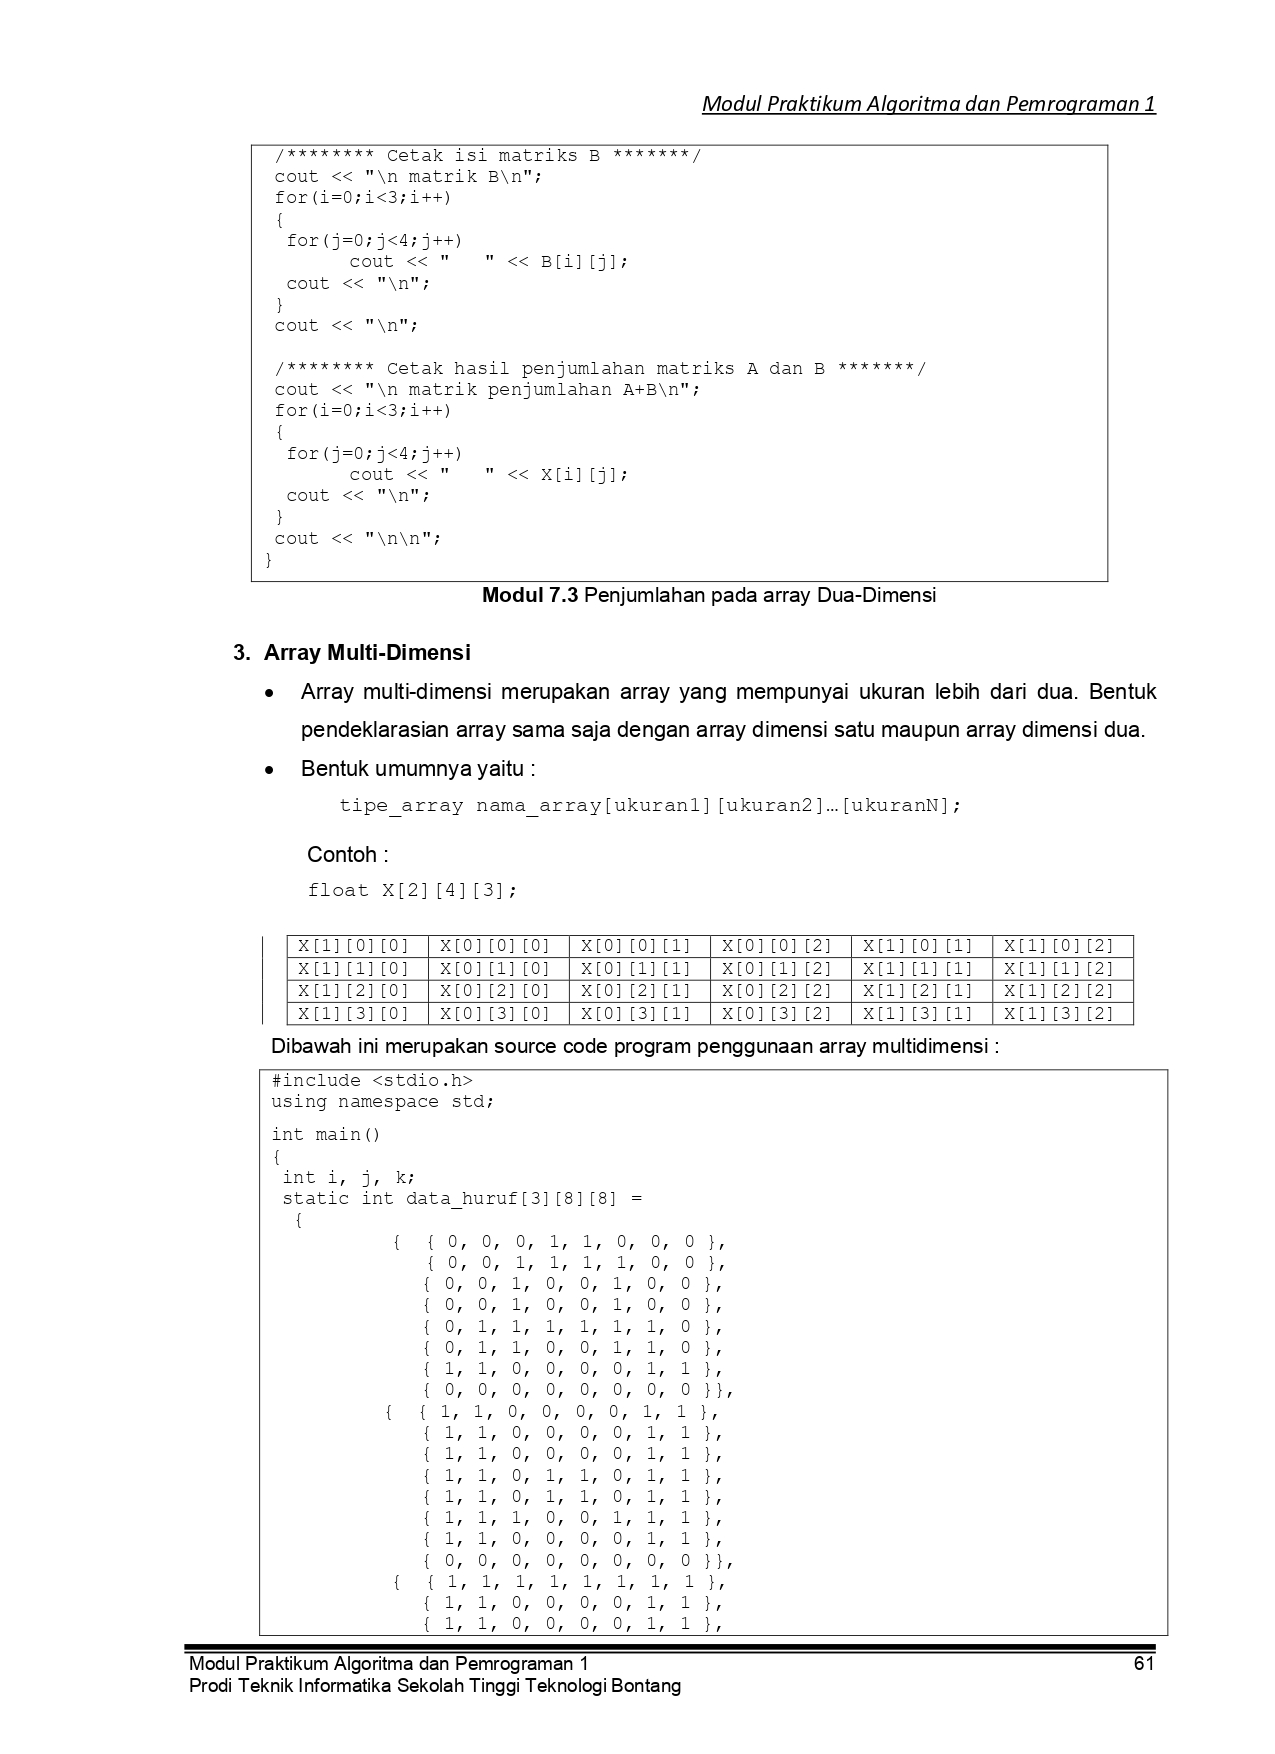 Modul Praktikum Algoritma dan Pemrograman 1
/******** Cetak isi matriks B *******/
cout << "\n matrik B\n";
for(i=0;i<3;i++)
{
for(j=0;j<4;j++)
cout << "   " << B[i][j];
cout << "\n";
}
cout << "\n";
/******** Cetak hasil penjumlahan matriks A dan B *******/
cout << "\n matrik penjumlahan A+B\n";
for(i=0;i<3;i++)
{
for(j=0;j<4;j++)
cout << "   " << X[i][j];
cout << "\n";
}
cout << "\n\n";
}
Modul 7.3 Penjumlahan pada array Dua-Dimensi
3. Array Multi-Dimensi
• Array multi-dimensi merupakan array yang mempunyai ukuran lebih dari dua. Bentuk
pendeklarasian array sama saja dengan array dimensi satu maupun array dimensi dua.
• Bentuk umumnya yaitu :
tipe_array nama_array[ukuran1][ukuran2]…[ukuranN];
Contoh :
float X[2][4][3];
X[1][0][0] X[0][0][0] X[0][0][1] X[0][0][2] X[1][0][1] X[1][0][2]
X[1][1][0] X[0][1][0] X[0][1][1] X[0][1][2] X[1][1][1] X[1][1][2]
X[1][2][0] X[0][2][0] X[0][2][1] X[0][2][2] X[1][2][1] X[1][2][2]
X[1][3][0] X[0][3][0] X[0][3][1] X[0][3][2] X[1][3][1] X[1][3][2]
Dibawah ini merupakan source code program penggunaan array multidimensi :
#include <stdio.h>
using namespace std;
int main()
{
int i, j, k;
static int data_huruf[3][8][8] =
{
{ { 0, 0, 0, 1, 1, 0, 0, 0 },
{ 0, 0, 1, 1, 1, 1, 0, 0 },
{ 0, 0, 1, 0, 0, 1, 0, 0 },
{ 0, 0, 1, 0, 0, 1, 0, 0 },
{ 0, 1, 1, 1, 1, 1, 1, 0 },
{ 0, 1, 1, 0, 0, 1, 1, 0 },
{ 1, 1, 0, 0, 0, 0, 1, 1 },
{ 0, 0, 0, 0, 0, 0, 0, 0 }},
{ { 1, 1, 0, 0, 0, 0, 1, 1 },
{ 1, 1, 0, 0, 0, 0, 1, 1 },
{ 1, 1, 0, 0, 0, 0, 1, 1 },
{ 1, 1, 0, 1, 1, 0, 1, 1 },
{ 1, 1, 0, 1, 1, 0, 1, 1 },
{ 1, 1, 1, 0, 0, 1, 1, 1 },
{ 1, 1, 0, 0, 0, 0, 1, 1 },
{ 0, 0, 0, 0, 0, 0, 0, 0 }},
{ { 1, 1, 1, 1, 1, 1, 1, 1 },
{ 1, 1, 0, 0, 0, 0, 1, 1 },
{ 1, 1, 0, 0, 0, 0, 1, 1 },
Modul Praktikum Algoritma dan Pemrograman 1 61
Prodi Teknik Informatika Sekolah Tinggi Teknologi Bontang